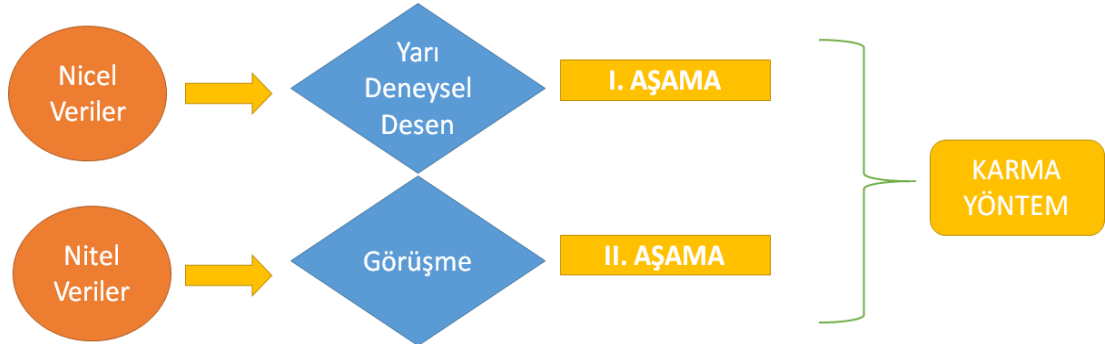 Nicel
Veriler
Yarı
Deneysel
Desen
I. AŞAMA
Nitel
Veriler
Görüşme
II. AŞAMA
KARMA
YÖNTEM